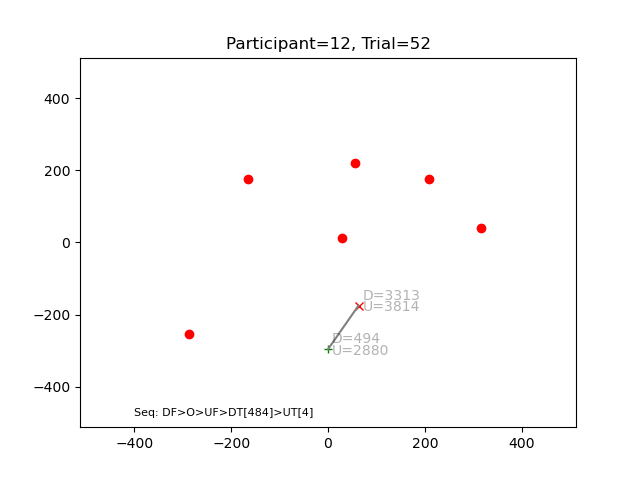 Participant=12, Trial=52
400
200
0
−200
−400
D=3313
U=3814
D=494
U=2880
Seq: DF>O>UF>DT[484]>UT[4]
−400
−200
0
200
400